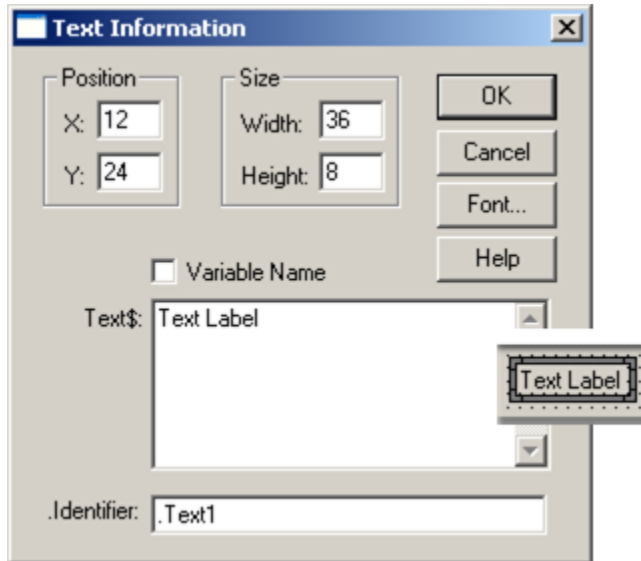 Text Information
Position
X: 12
Y: 24
Size
Width: 36
Height: 8
OK
Cancel
Font...
Help
Variable Name
Text$: Text Label
Text Label
.Identifier: .Text1